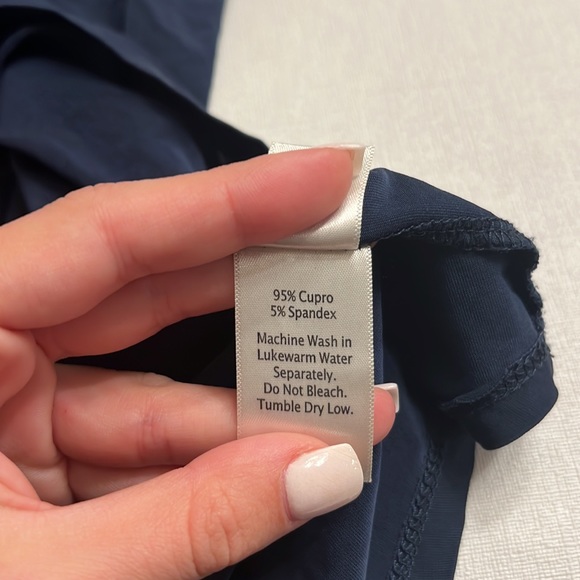 95% Cupro
5% Spandex
Machine Wash in
Lukewarm Water
Separately.
Do Not Bleach.
Tumble Dry Low.